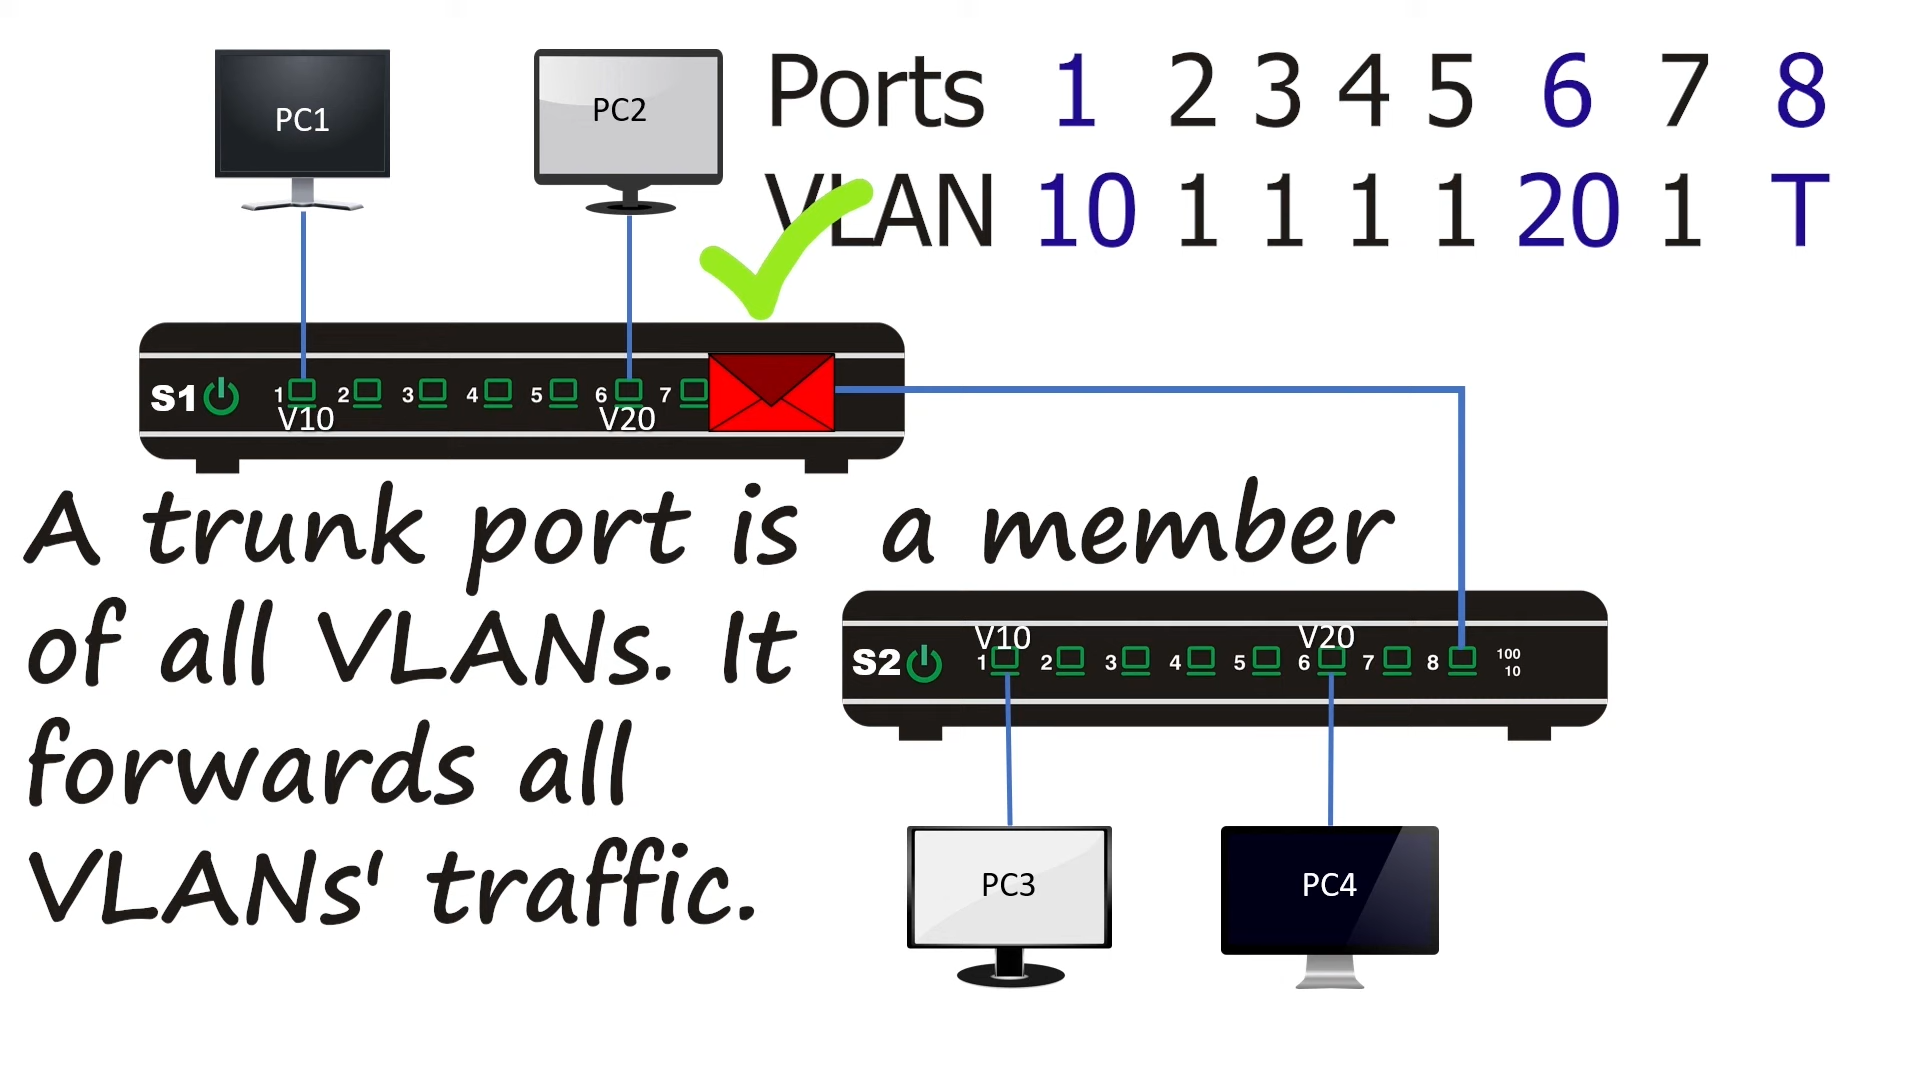 PC1
PC2
Ports 1 2 3 4 5 6 7 8
VLAN 10 1 1 1 1 20 1 T
S1 1 2 3 4 5 6 7
V10 V20
A trunk port is a member
of all VLANs. It
forwards all
VLANs' traffic.
V10 V20
S2 1 2 3 4 5 6 7 8 100
10
PC3
PC4